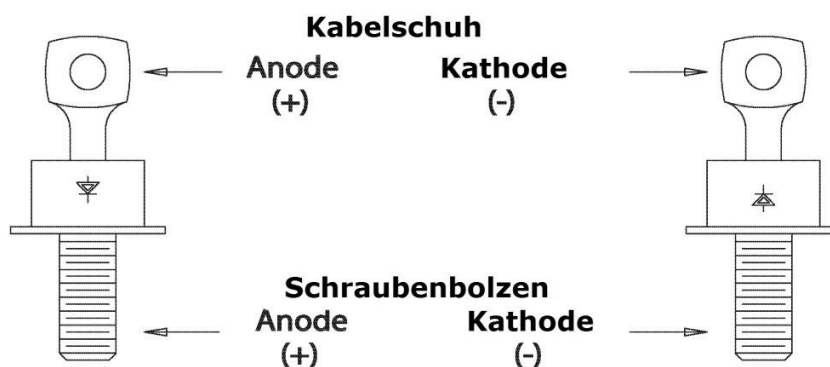 Kabelschuh
Anode Kathode
(+) (-)
Schraubenbolzen
Anode Kathode
(+) (-)